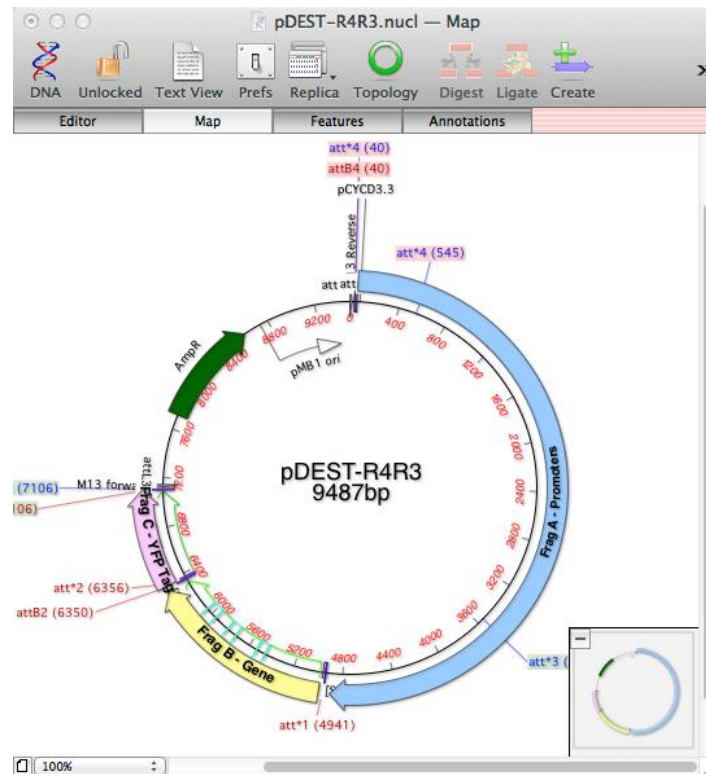 pDEST-R4R3.nucl — Map
DNA Unlocked Text View Prefs Replica Topology Digest Ligate Create
Editor Map Features Annotations
att*4 (40)
attB4 (40)
pCYCD3.3
3 Reverse
att*4 (545)
att att
0
400
800
1200
1600
2000
2400
2800
3200
3600
4000
4400
4800
5200
5600
6000
6400
6800
7200
7600
8000
8400
8800
9200
AmpR
pMB1 ori
pDEST-R4R3
9487bp
Frag A - Promoters
(7106)
M13 forwa
attL3
106)
Frag C - YFP Tag
att*2 (6356)
attB2 (6350)
Frag B - Gene
att*1 (4941)
att*3 (
100%